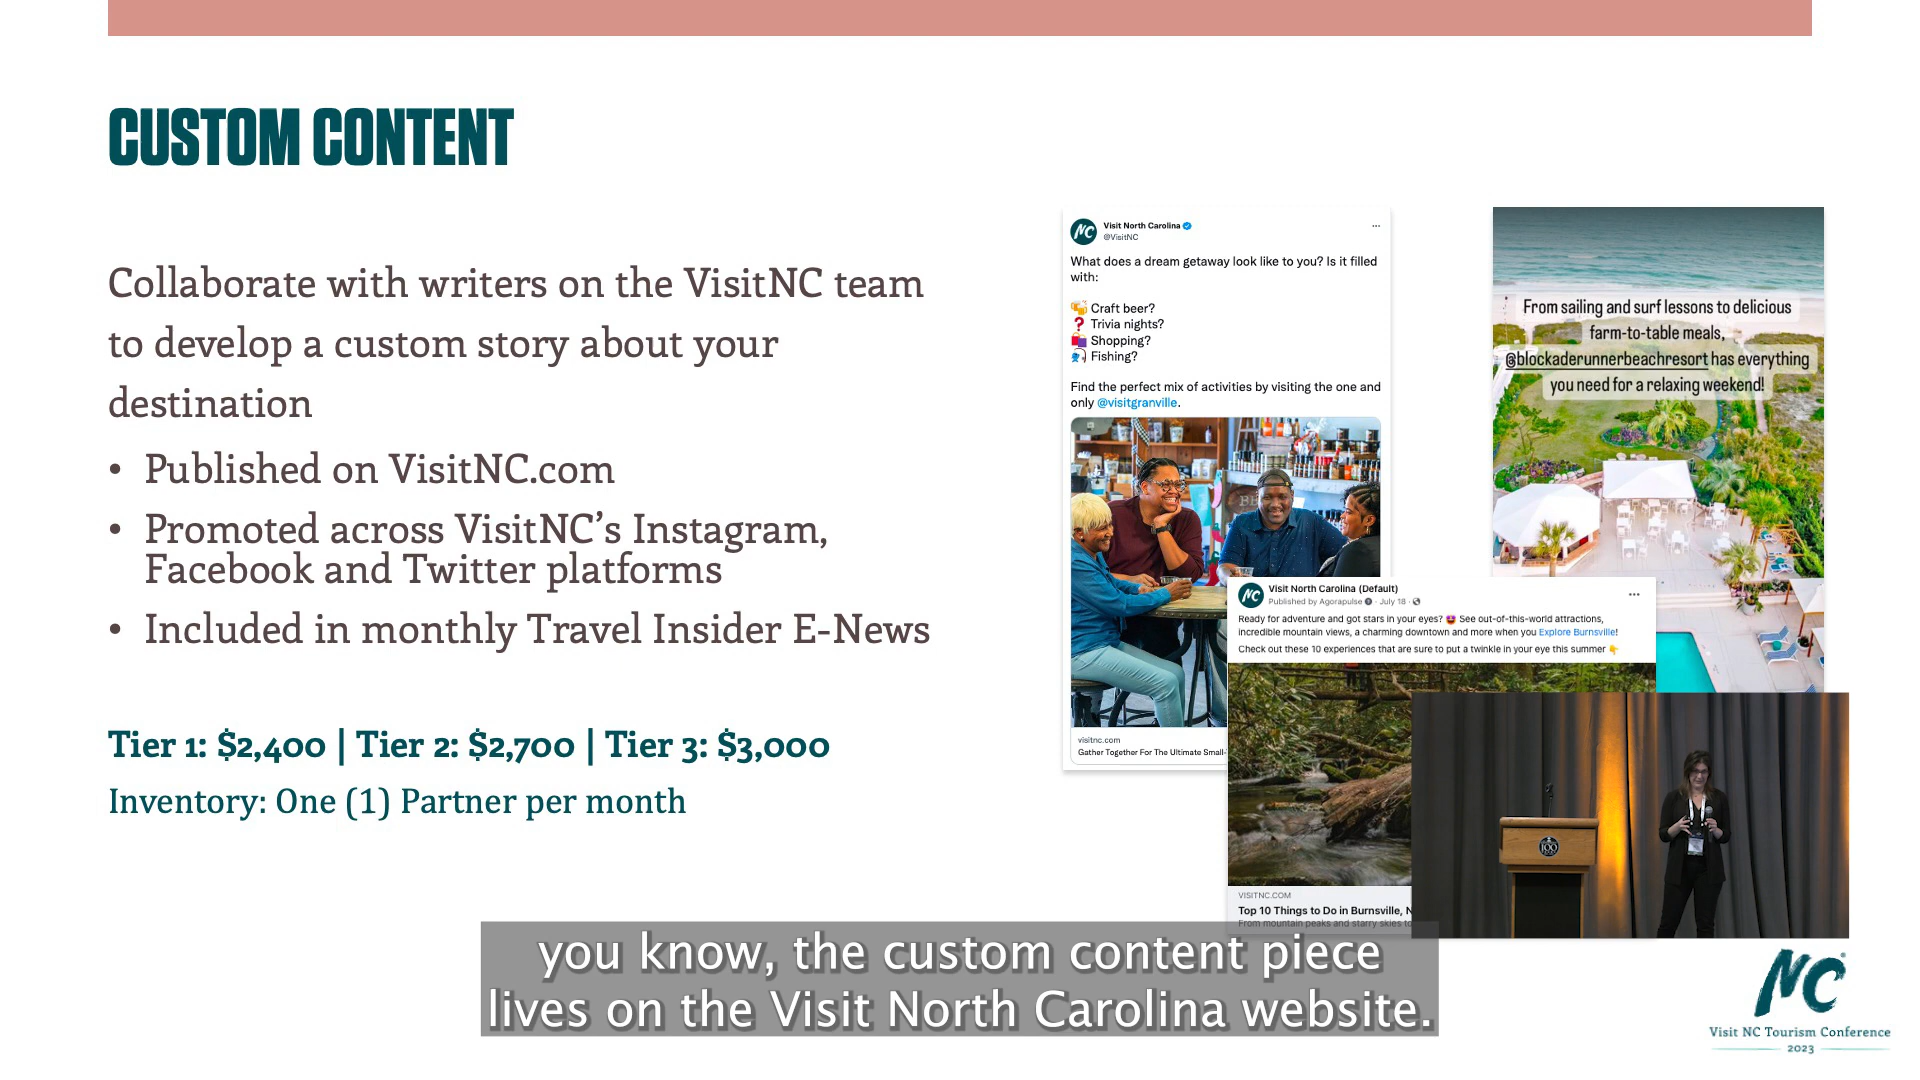 CUSTOM CONTENT
Collaborate with writers on the VisitNC team
to develop a custom story about your
destination
• Published on VisitNC.com
• Promoted across VisitNC's Instagram,
Facebook and Twitter platforms
• Included in monthly Travel Insider E-News
Tier 1: $2,400 | Tier 2: $2,700 | Tier 3: $3,000
Inventory: One (1) Partner per month
NC
Visit North Carolina
@VisitNC
What does a dream getaway look like to you? Is it filled
with:
🍻 Craft beer?
❓ Trivia nights?
🛍️ Shopping?
🎣 Fishing?
Find the perfect mix of activities by visiting the one and
only @visitgranville.
visitnc.com
Gather Together For The Ultimate Small-
From sailing and surf lessons to delicious
farm-to-table meals,
@blockaderunnerbeachresort has everything
you need for a relaxing weekend!
NC
Visit North Carolina (Default)
Published by Agorapulse · July 18 ·
Ready for adventure and got stars in your eyes? 🤩 See out-of-this-world attractions,
incredible mountain views, a charming downtown and more when you Explore Burnsville!
Check out these 10 experiences that are sure to put a twinkle in your eye this summer 👇
VISITNC.COM
Top 10 Things to Do in Burnsville, N
From mountain peaks and starry skies to
100
you know, the custom content piece
lives on the Visit North Carolina website.
NC
Visit NC Tourism Conference
2023